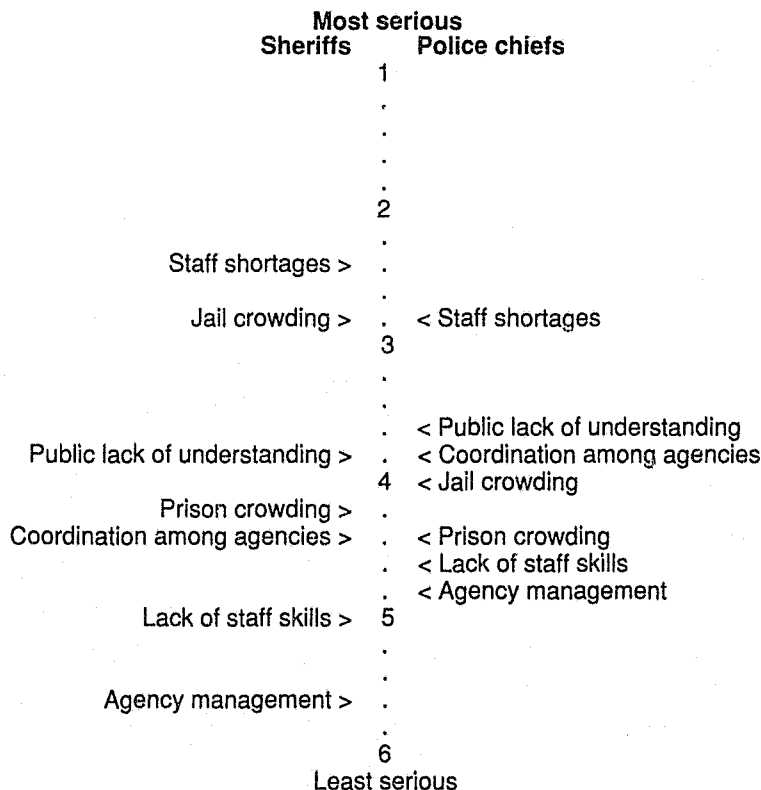 Most serious
Sheriffs Police chiefs
1
.
.
.
.
2
.
Staff shortages > .
.
Jail crowding > . < Staff shortages
3
.
.
. < Public lack of understanding
Public lack of understanding > . < Coordination among agencies
4 < Jail crowding
Prison crowding > .
Coordination among agencies > . < Prison crowding
. < Lack of staff skills
. < Agency management
Lack of staff skills > 5
.
.
Agency management > .
.
6
Least serious